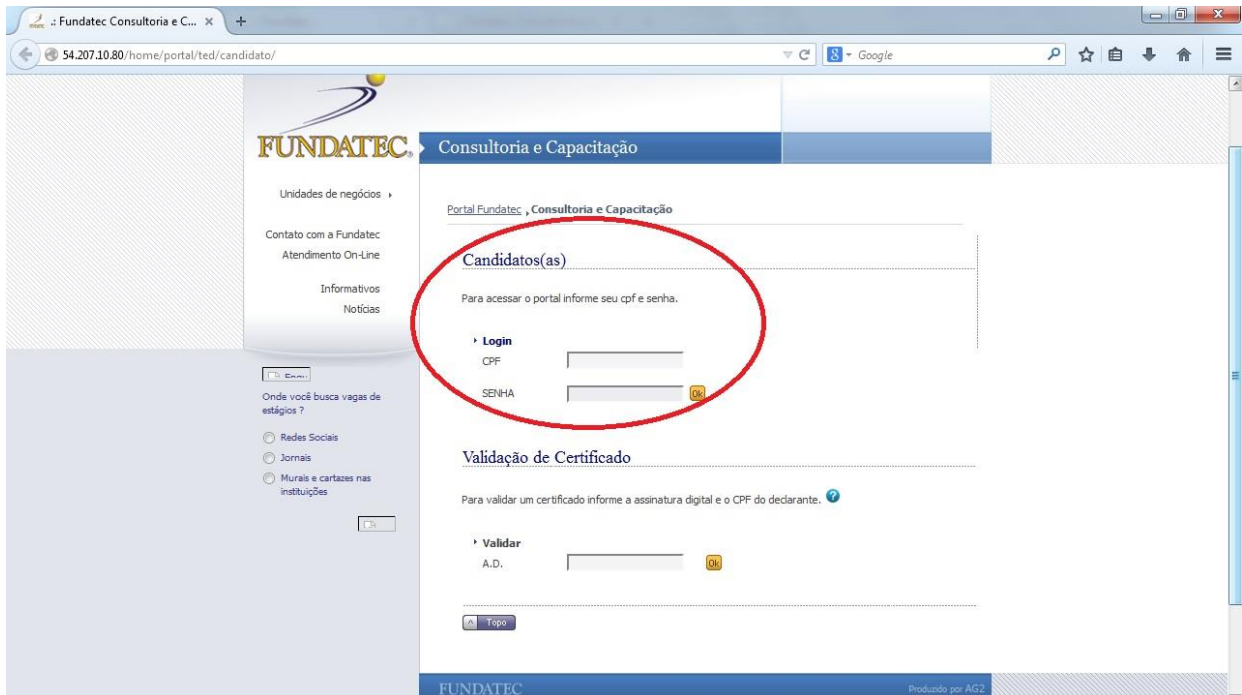 .: Fundatec Consultoria e C...
54.207.10.80/home/portal/ted/candidato/
Google
FUNDATEC®
Consultoria e Capacitação
Unidades de negócios
Contato com a Fundatec
Atendimento On-Line
Informativos
Notícias
Onde você busca vagas de
estágios ?
Redes Sociais
Jornais
Murais e cartazes nas
instituições
Portal Fundatec , Consultoria e Capacitação
Candidatos(as)
Para acessar o portal informe seu cpf e senha.
Login
CPF
SENHA
Ok
Validação de Certificado
Para validar um certificado informe a assinatura digital e o CPF do declarante.
Validar
A.D.
Ok
Topo
FUNDATEC
Produzido por AG2